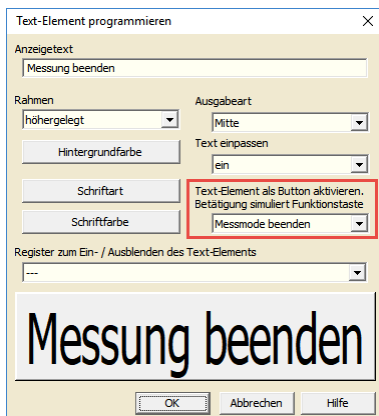 Text-Element programmieren
Anzeigetext
Messung beenden
Rahmen
höhergelegt
Ausgabeart
Mitte
Hintergrundfarbe
Text einpassen
ein
Schriftart
Schriftfarbe
Text-Element als Button aktivieren.
Betätigung simuliert Funktionstaste
Messmode beenden
Register zum Ein- / Ausblenden des Text-Elements
---
Messung beenden
OK
Abbrechen
Hilfe